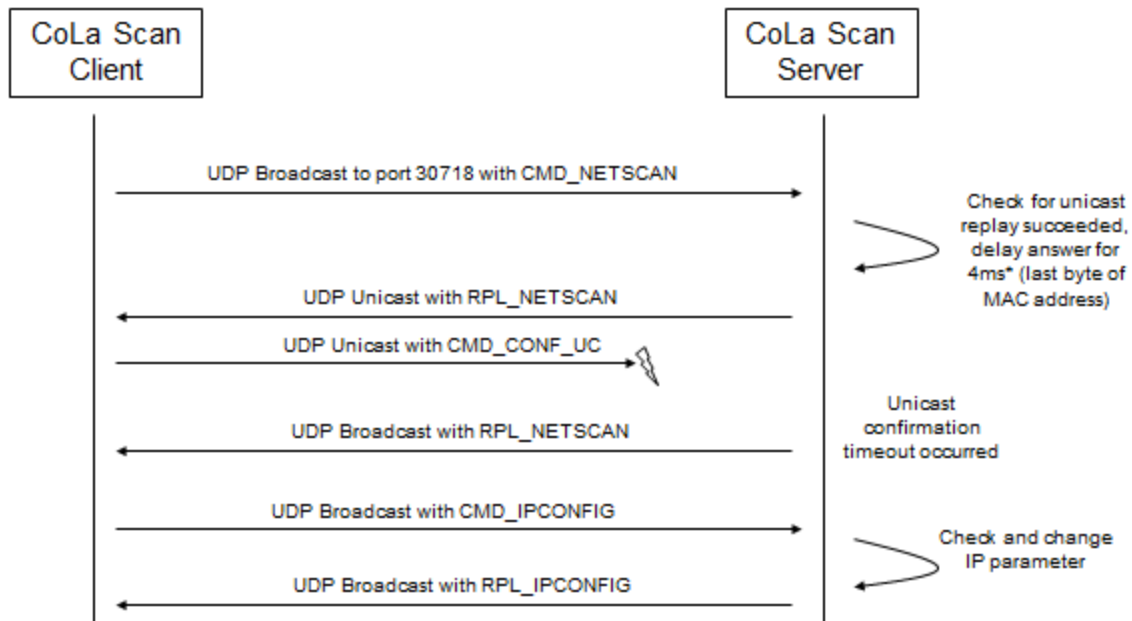 CoLa Scan
Client
CoLa Scan
Server
UDP Broadcast to port 30718 with CMD_NETSCAN
Check for unicast
replay succeeded,
delay answer for
4ms* (last byte of
MAC address)
UDP Unicast with RPL_NETSCAN
UDP Unicast with CMD_CONF_UC
Unicast
confirmation
timeout occurred
UDP Broadcast with RPL_NETSCAN
UDP Broadcast with CMD_IPCONFIG
Check and change
IP parameter
UDP Broadcast with RPL_IPCONFIG